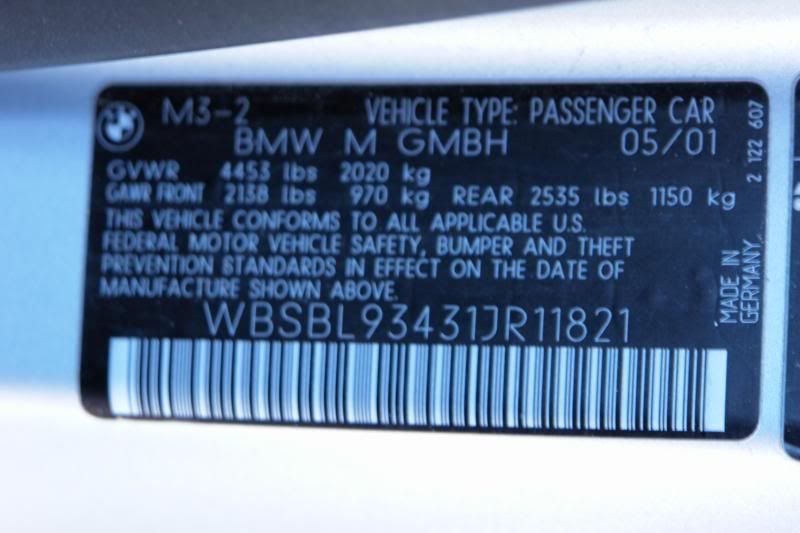 M3-2 VEHICLE TYPE: PASSENGER CAR
BMW M GMBH 05/01
GVWR 4453 lbs 2020 kg
GAWR FRONT 2138 lbs 970 kg REAR 2535 lbs 1150 kg
THIS VEHICLE CONFORMS TO ALL APPLICABLE U.S.
FEDERAL MOTOR VEHICLE SAFETY, BUMPER AND THEFT
PREVENTION STANDARDS IN EFFECT ON THE DATE OF
MANUFACTURE SHOWN ABOVE.
WBSBL93431JR11821
2 122 607
MADE IN
GERMANY